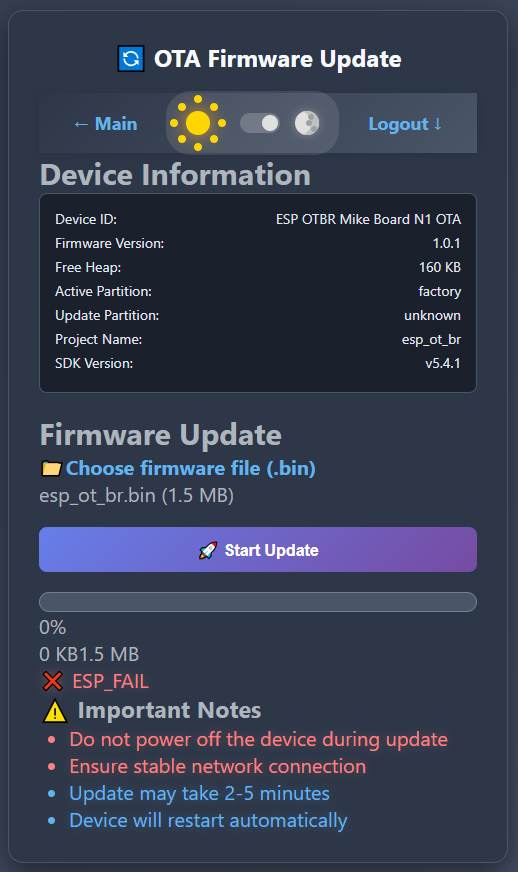 OTA Firmware Update
← Main
Logout ↓
Device Information
Device ID: ESP OTBR Mike Board N1 OTA
Firmware Version: 1.0.1
Free Heap: 160 KB
Active Partition: factory
Update Partition: unknown
Project Name: esp_ot_br
SDK Version: v5.4.1
Firmware Update
Choose firmware file (.bin)
esp_ot_br.bin (1.5 MB)
Start Update
0%
0 KB1.5 MB
ESP_FAIL
Important Notes
Do not power off the device during update
Ensure stable network connection
Update may take 2-5 minutes
Device will restart automatically